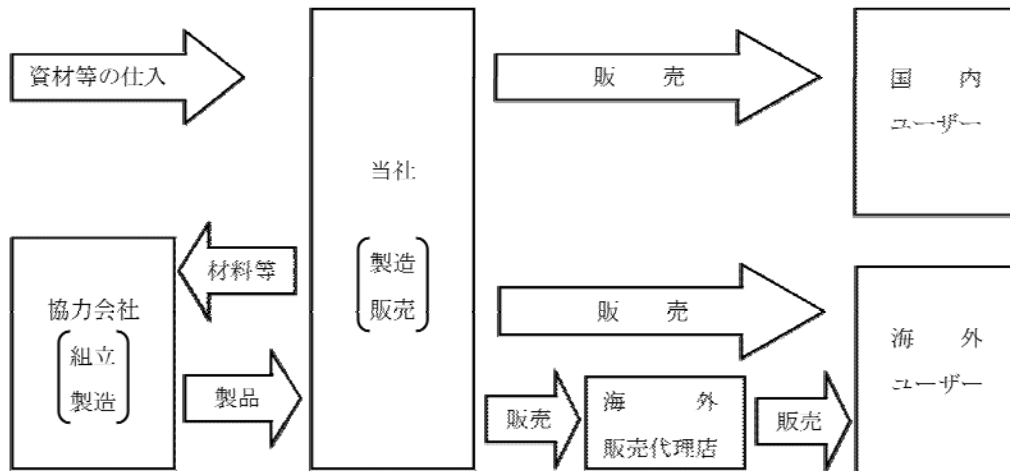 資材等の仕入
販　　売
国　　内
ユーザー
当社
製造
販売
材料等
協力会社
組立
製造
製品
販　　売
海　　外
ユーザー
販売
海　　外
販売代理店
販売